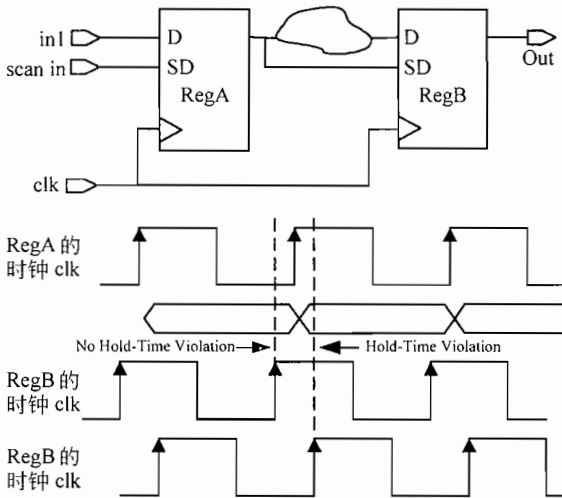 in1
D
D
scan in
SD
SD
Out
RegA
RegB
clk
RegA 的
时钟 clk
No Hold-Time Violation
Hold-Time Violation
RegB 的
时钟 clk
RegB 的
时钟 clk